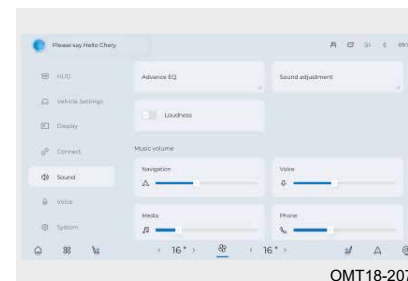 Please say Hello Chery
HUD
Vehicle Settings
Display
Connect
Sound
Voice
System
Advance EQ
Sound adjustment
Loudness
Music volume
Navigation
Voice
Media
Phone
16°
16°
OMT18-207